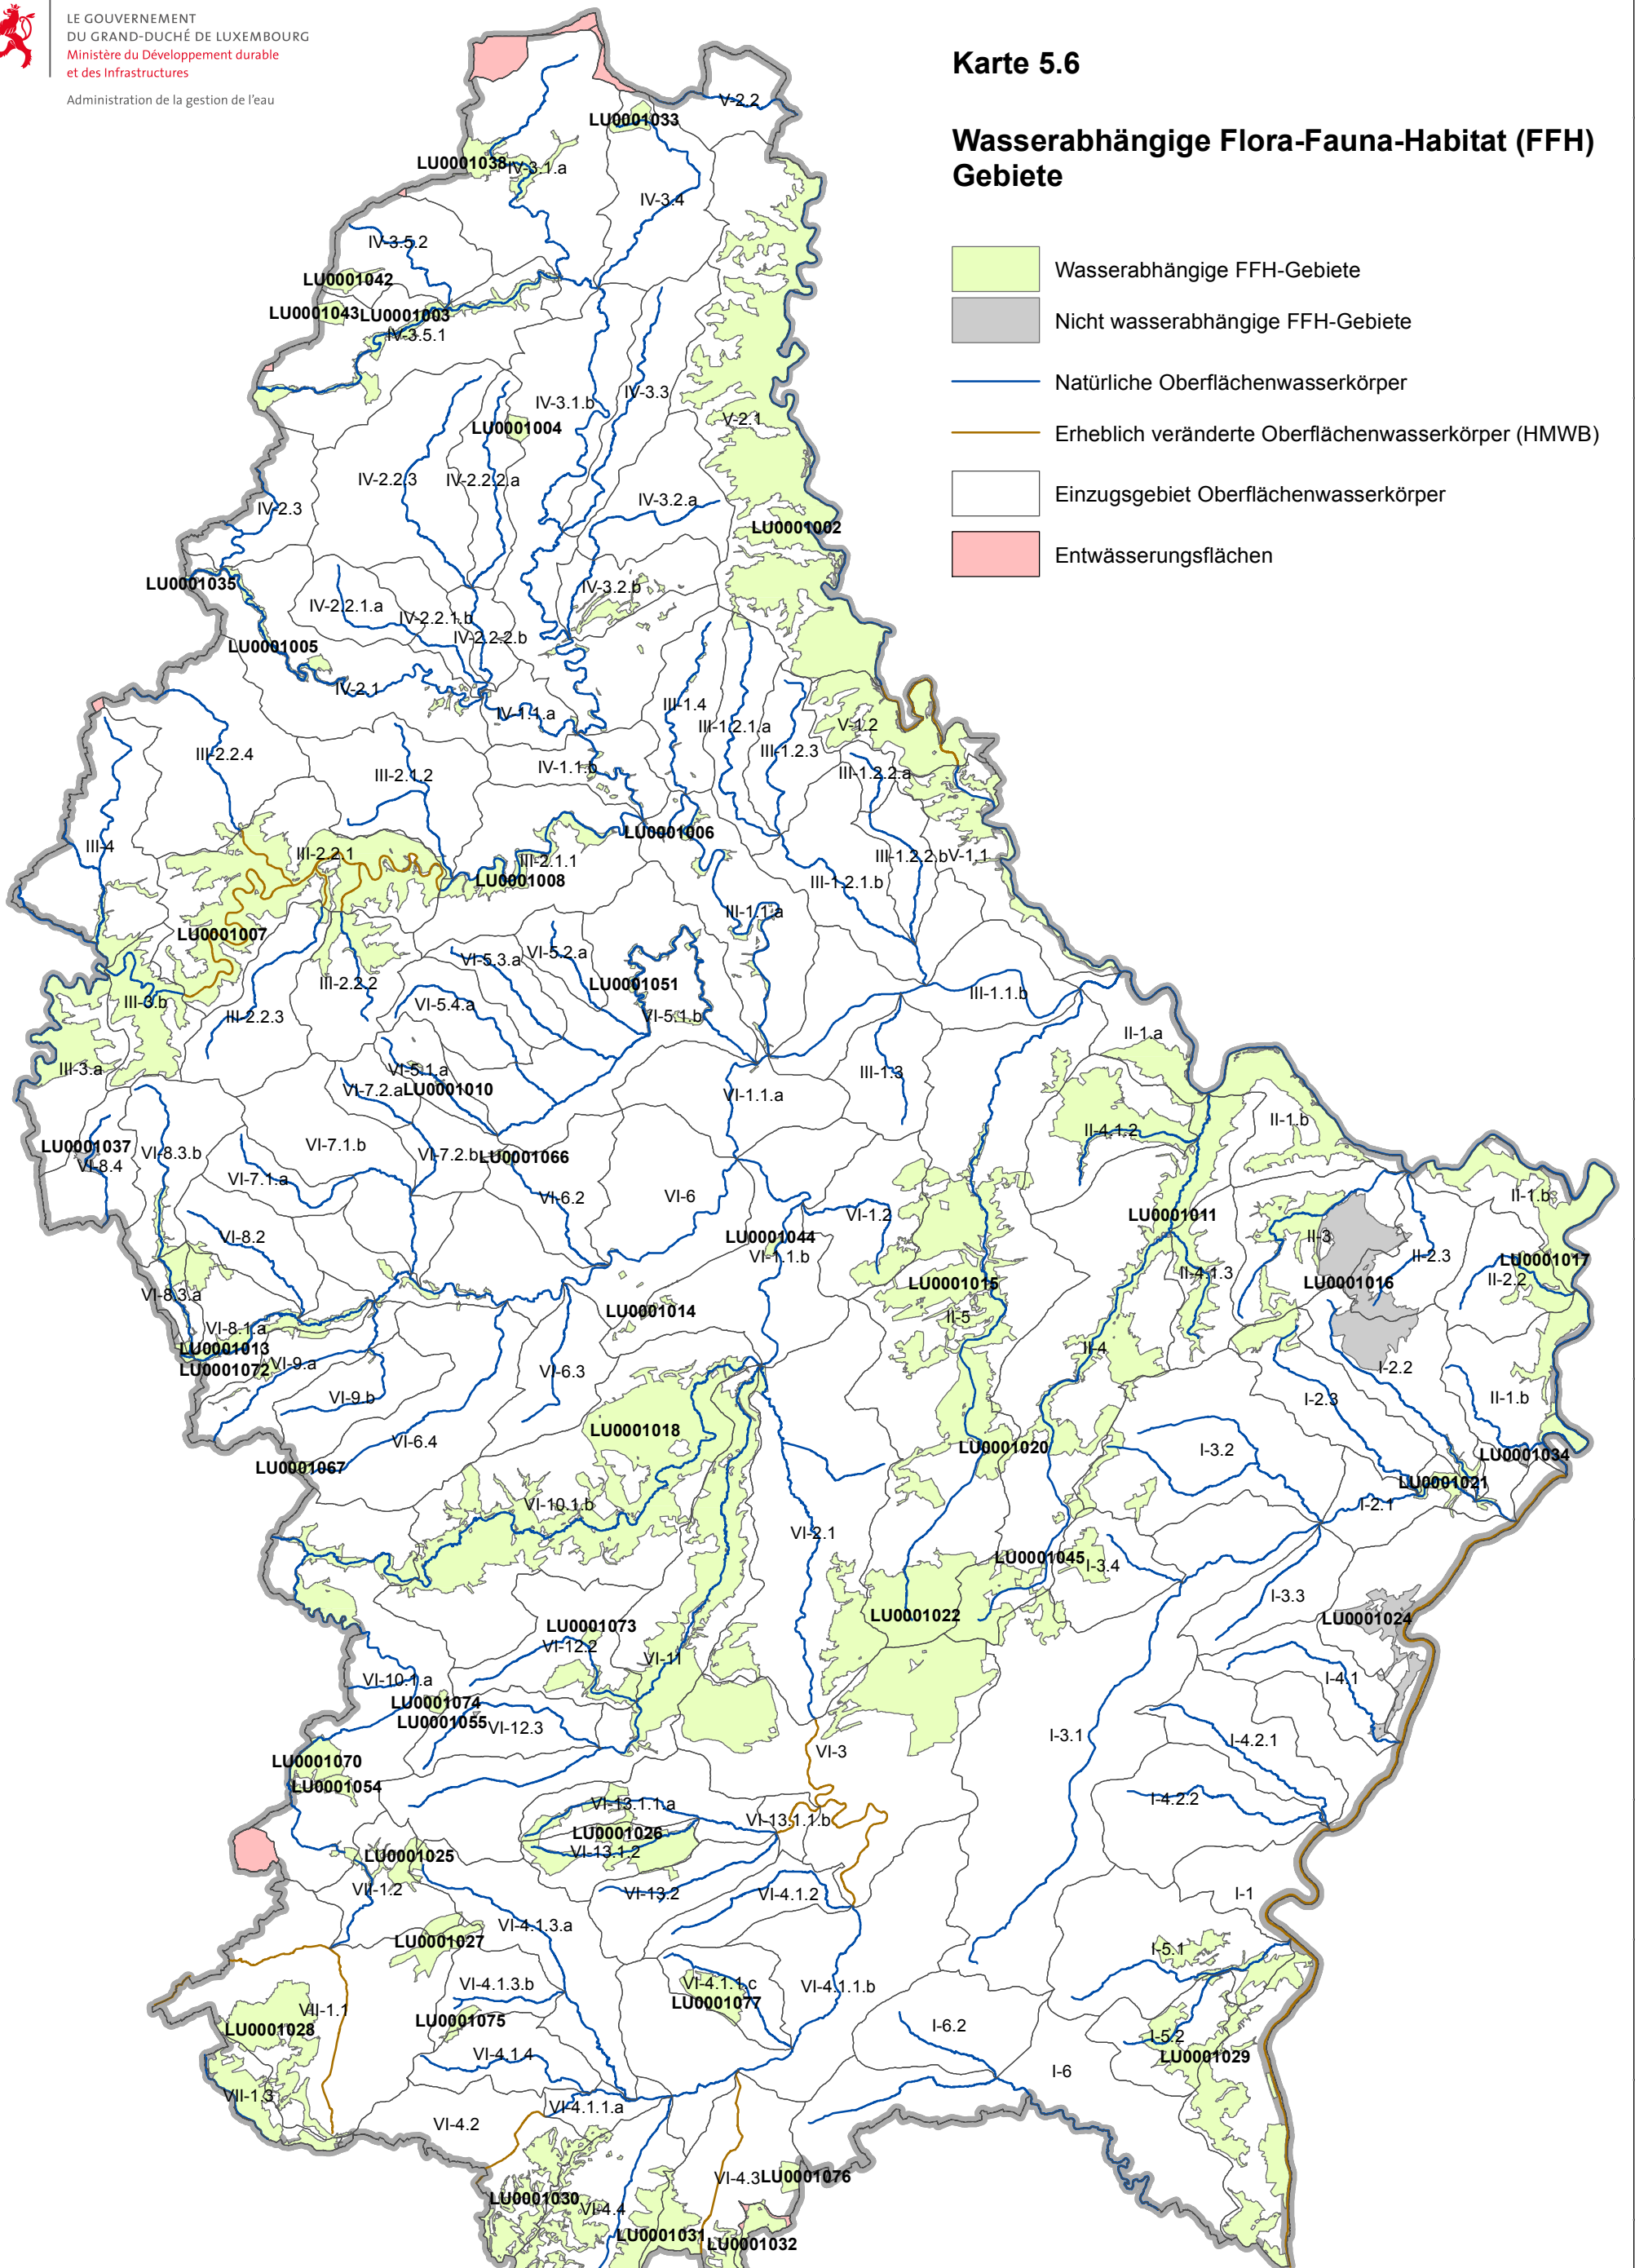 LE GOUVERNEMENT
DU GRAND-DUCHÉ DE LUXEMBOURG
Ministère du Développement durable
et des Infrastructures
Administration de la gestion de l'eau
Karte 5.6
Wasserabhängige Flora-Fauna-Habitat (FFH)
Gebiete
Wasserabhängige FFH-Gebiete
Nicht wasserabhängige FFH-Gebiete
Natürliche Oberflächenwasserkörper
Erheblich veränderte Oberflächenwasserkörper (HMWB)
Einzugsgebiet Oberflächenwasserkörper
Entwässerungsflächen
V-2.2
LU0001033
LU0001038
IV-3.1.a
IV-3.4
IV-3.5.2
LU0001042
LU0001043
LU0001003
IV-3.5.1
IV-3.3
IV-3.1.b
V-2.1
LU0001004
IV-2.2.3
IV-2.2.2.a
IV-3.2.a
IV-2.3
LU0001002
LU0001035
IV-3.2.b
IV-2.2.1.a
IV-2.2.1.b
IV-2.2.2.b
LU0001005
IV-2.1
III-1.4
IV-1.1.a
III-1.2.1.a
V-1.2
III-2.2.4
III-1.2.3
IV-1.1.b
III-2.1.2
III-1.2.2.a
LU0001006
III-4
III-2.2.1
III-2.1.1
III-1.2.2.b
V-1.1
LU0001008
III-1.2.1.b
III-1.1.a
LU0001007
VI-5.3.a
VI-5.2.a
III-2.2.2
LU0001051
III-1.1.b
III-3.b
VI-5.4.a
III-2.2.3
VI-5.1.b
II-1.a
III-3.a
VI-5.1.a
III-1.3
VI-7.2.a
LU0001010
VI-1.1.a
II-1.b
II-4.1.2
LU0001037
VI-7.1.b
VI-8.3.b
VI-7.2.b
LU0001066
VI-8.4
VI-7.1.a
VI-6.2
VI-6
II-1.b
VI-1.2
LU0001011
VI-8.2
LU0001044
II-3
VI-1.1.b
II-2.3
LU0001017
II-4.1.3
II-2.2
LU0001015
LU0001016
VI-8.3.a
LU0001014
II-5
VI-8.1.a
LU0001013
II-4
VI-9.a
LU0001072
VI-6.3
I-2.2
VI-9.b
I-2.3
II-1.b
LU0001018
VI-6.4
LU0001020
I-3.2
LU0001034
LU0001067
LU0001021
VI-10.1.b
I-2.1
VI-2.1
LU0001045
I-3.4
I-3.3
LU0001022
LU0001024
LU0001073
VI-12.2
VI-11
VI-10.1.a
I-4.1
LU0001074
LU0001055
VI-12.3
I-3.1
I-4.2.1
VI-3
LU0001070
LU0001054
I-4.2.2
VI-13.1.1.a
VI-13.1.1.b
LU0001026
VI-13.1.2
LU0001025
VII-1.2
VI-13.2
VI-4.1.2
I-1
VI-4.1.3.a
LU0001027
I-5.1
VI-4.1.3.b
VI-4.1.1.c
VI-4.1.1.b
LU0001077
VII-1.1
LU0001075
I-6.2
LU0001028
I-5.2
VI-4.1.4
LU0001029
I-6
VII-1.3
VI-4.1.1.a
VI-4.2
VI-4.3
LU0001076
LU0001030
VI-4.4
LU0001031
LU0001032